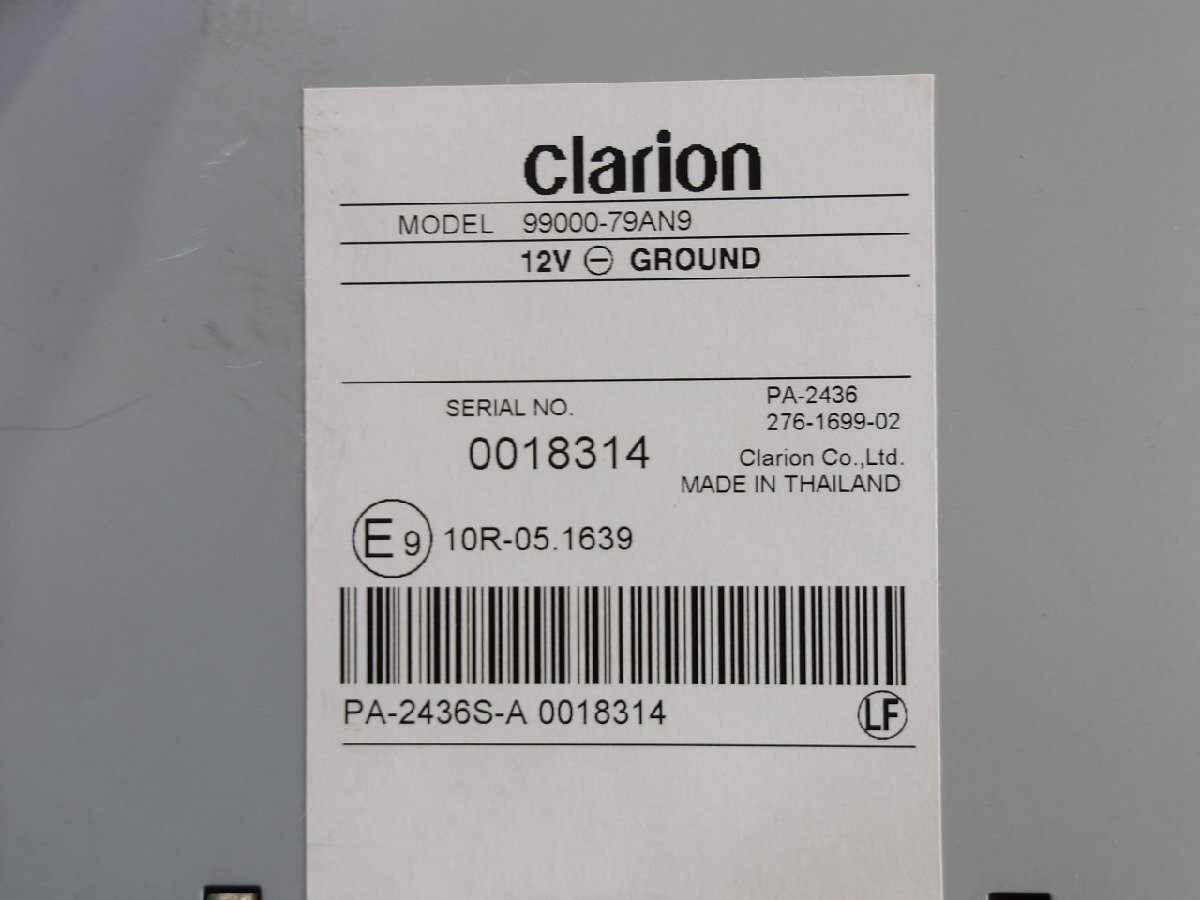 clarion
MODEL 99000-79AN9
12V ⊖ GROUND
SERIAL NO.
0018314
PA-2436
276-1699-02
Clarion Co.,Ltd.
MADE IN THAILAND
E9 10R-05.1639
PA-2436S-A 0018314
LF